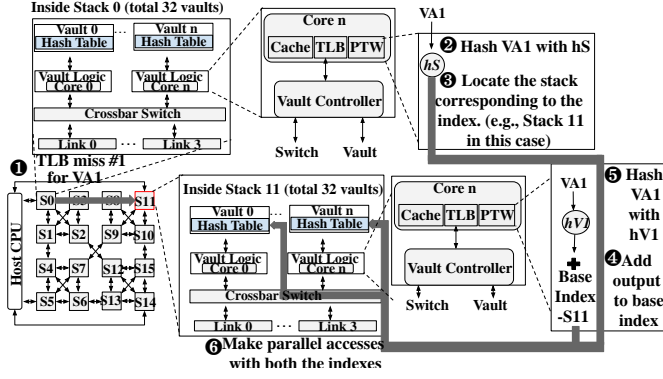 Inside Stack 0 (total 32 vaults)
Vault 0 ... Vault n
Hash Table Hash Table
Vault Logic Vault Logic
Core 0 Core n
Crossbar Switch
Link 0 ... Link 3
Core n
Cache TLB PTW
Vault Controller
Switch Vault
VA1
❷ Hash VA1 with hS
hS
❸ Locate the stack
corresponding to the
index. (e.g., Stack 11
in this case)
❶
TLB miss #1
for VA1
Host CPU
S0 S11
S1 S2 S9 S10
S4 S7 S12 S15
S5 S6 S13 S14
Inside Stack 11 (total 32 vaults)
Vault 0 ... Vault n
Hash Table Hash Table
Vault Logic Vault Logic
Core 0 Core n
Crossbar Switch
Link 0 ... Link 3
❻ Make parallel accesses
with both the indexes
Core n
Cache TLB PTW
Vault Controller
Switch Vault
VA1
hV1
+
Base
Index
-S11
❺ Hash
VA1
with
hV1
❹ Add
output
to base
index